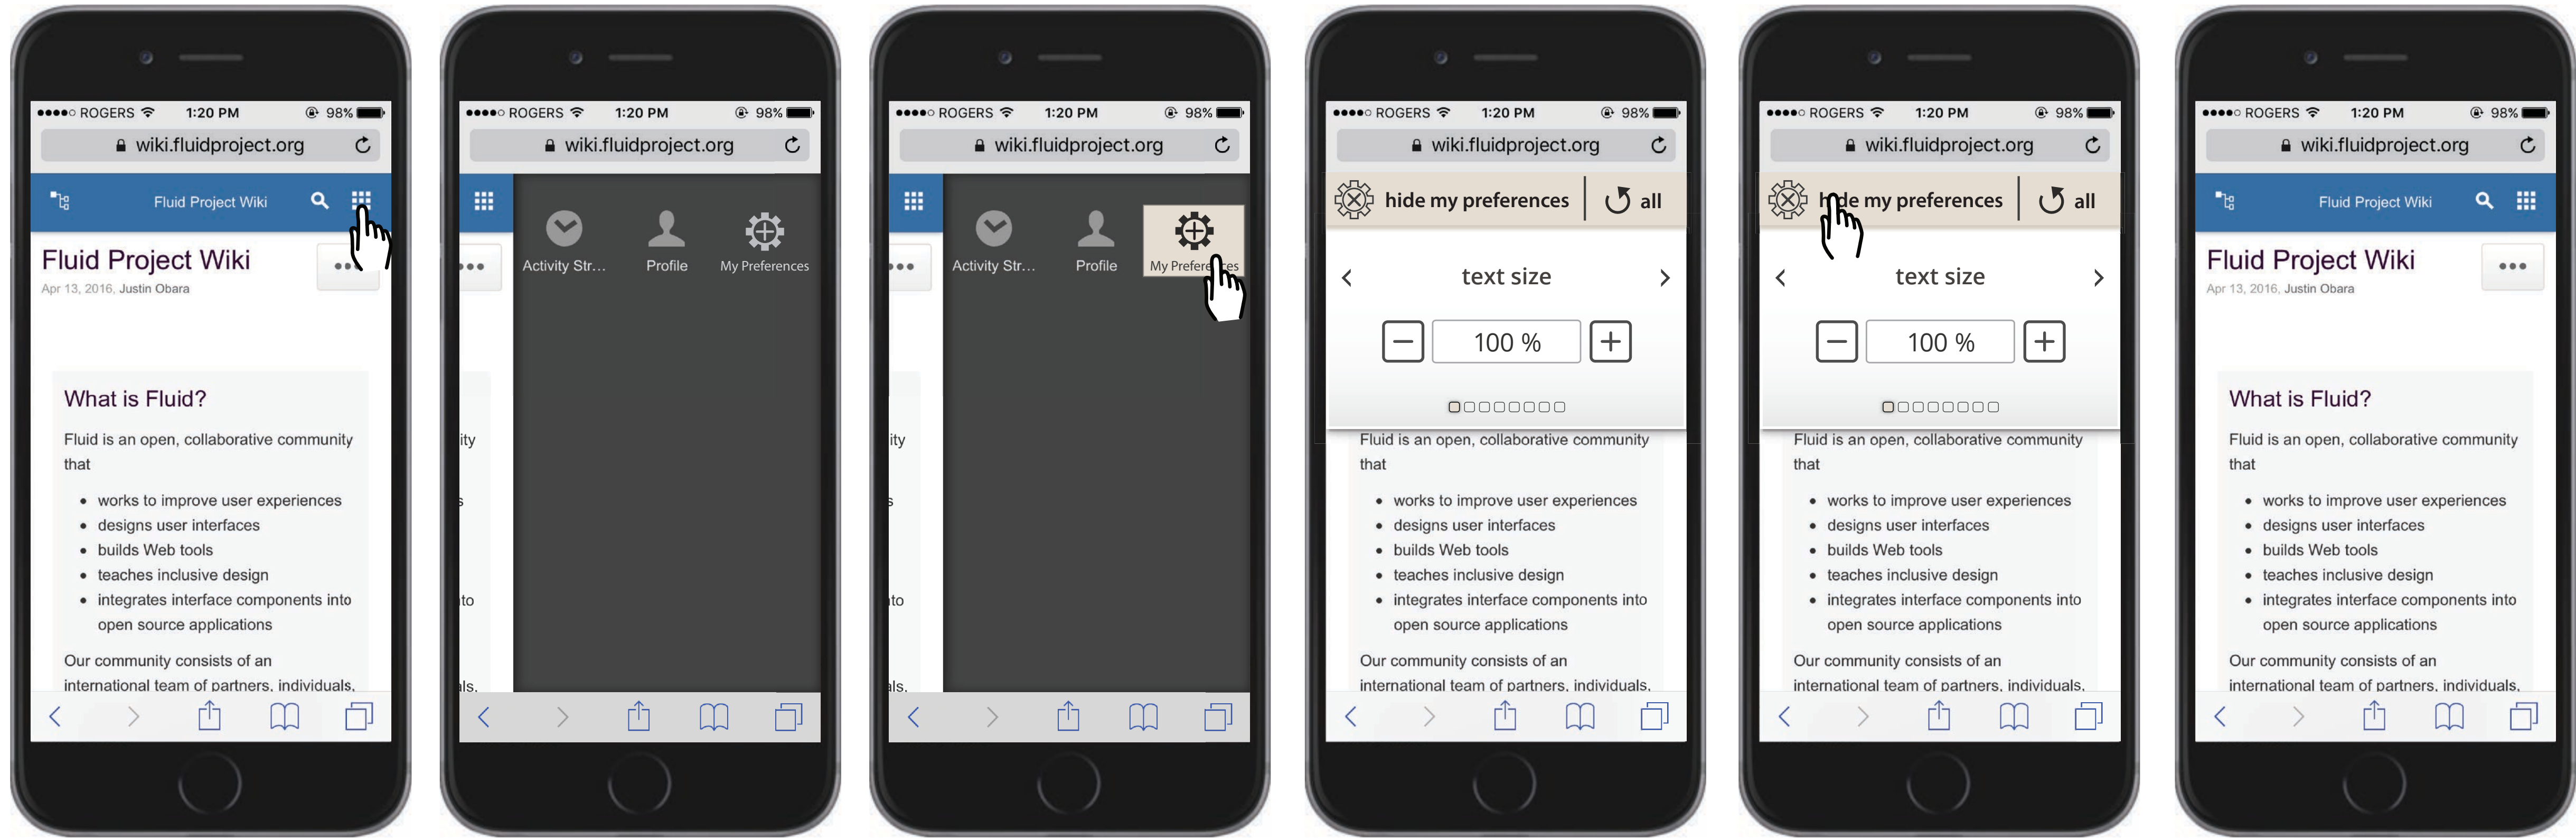 ROGERS 1:20 PM 98%
wiki.fluidproject.org
Fluid Project Wiki
Fluid Project Wiki
Apr 13, 2016, Justin Obara
What is Fluid?
Fluid is an open, collaborative community
that
• works to improve user experiences
• designs user interfaces
• builds Web tools
• teaches inclusive design
• integrates interface components into
open source applications
Our community consists of an
international team of partners, individuals,
ROGERS 1:20 PM 98%
wiki.fluidproject.org
Activity Str... Profile My Preferences
ity
s
to
als,
ROGERS 1:20 PM 98%
wiki.fluidproject.org
Activity Str... Profile My Preferences
ity
s
to
als,
ROGERS 1:20 PM 98%
wiki.fluidproject.org
hide my preferences all
text size
100 %
Fluid is an open, collaborative community
that
• works to improve user experiences
• designs user interfaces
• builds Web tools
• teaches inclusive design
• integrates interface components into
open source applications
Our community consists of an
international team of partners, individuals,
ROGERS 1:20 PM 98%
wiki.fluidproject.org
hide my preferences all
text size
100 %
Fluid is an open, collaborative community
that
• works to improve user experiences
• designs user interfaces
• builds Web tools
• teaches inclusive design
• integrates interface components into
open source applications
Our community consists of an
international team of partners, individuals,
ROGERS 1:20 PM 98%
wiki.fluidproject.org
Fluid Project Wiki
Fluid Project Wiki
Apr 13, 2016, Justin Obara
What is Fluid?
Fluid is an open, collaborative community
that
• works to improve user experiences
• designs user interfaces
• builds Web tools
• teaches inclusive design
• integrates interface components into
open source applications
Our community consists of an
international team of partners, individuals,